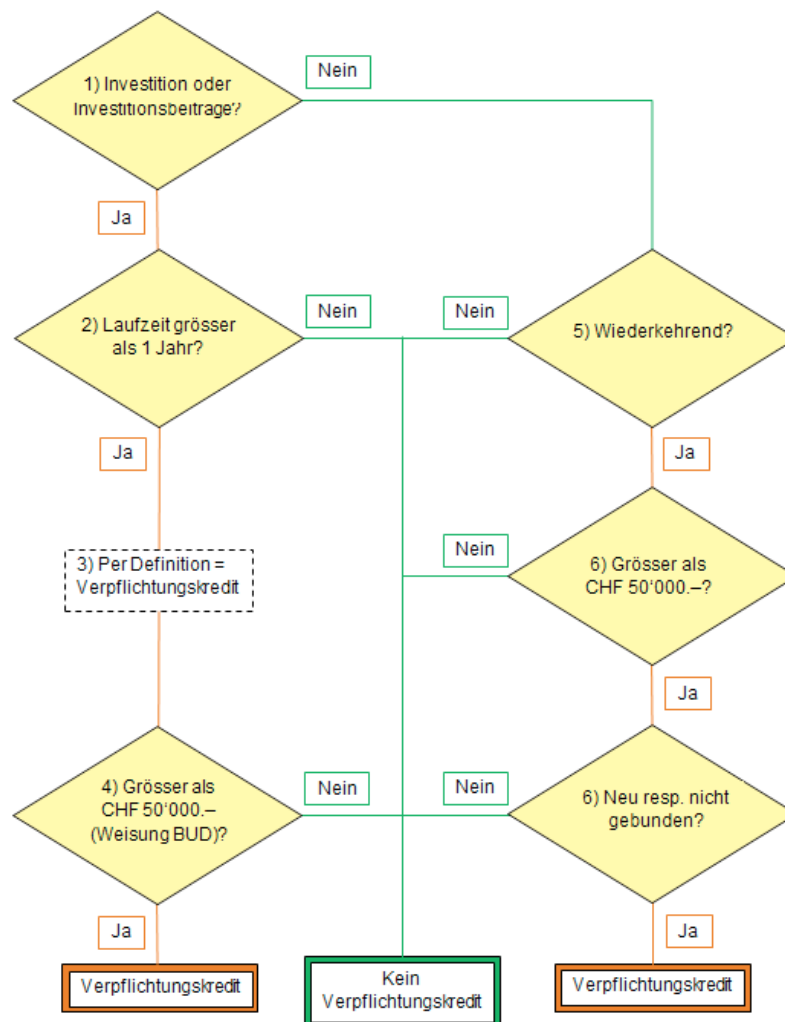 1) Investition oder
Investitionsbeiträge?
Nein
Ja
2) Laufzeit grösser
als 1 Jahr?
Nein
Nein
5) Wiederkehrend?
Ja
Ja
3) Per Definition =
Verpflichtungskredit
Nein
6) Grösser als
CHF 50'000.–?
Ja
4) Grösser als
CHF 50'000.–
(Weisung BUD)?
Nein
Nein
6) Neu resp. nicht
gebunden?
Ja
Ja
Verpflichtungskredit
Kein
Verpflichtungskredit
Verpflichtungskredit